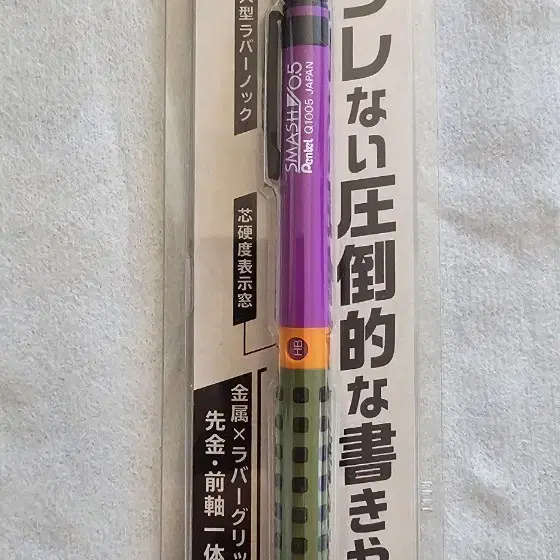 型ラバーノック
SMASH 0.5
Pentel Q1005 JAPAN
芯硬度表示窓
HB
金属×ラバーグリッ
先金・前軸一体
レない圧倒的な書きや